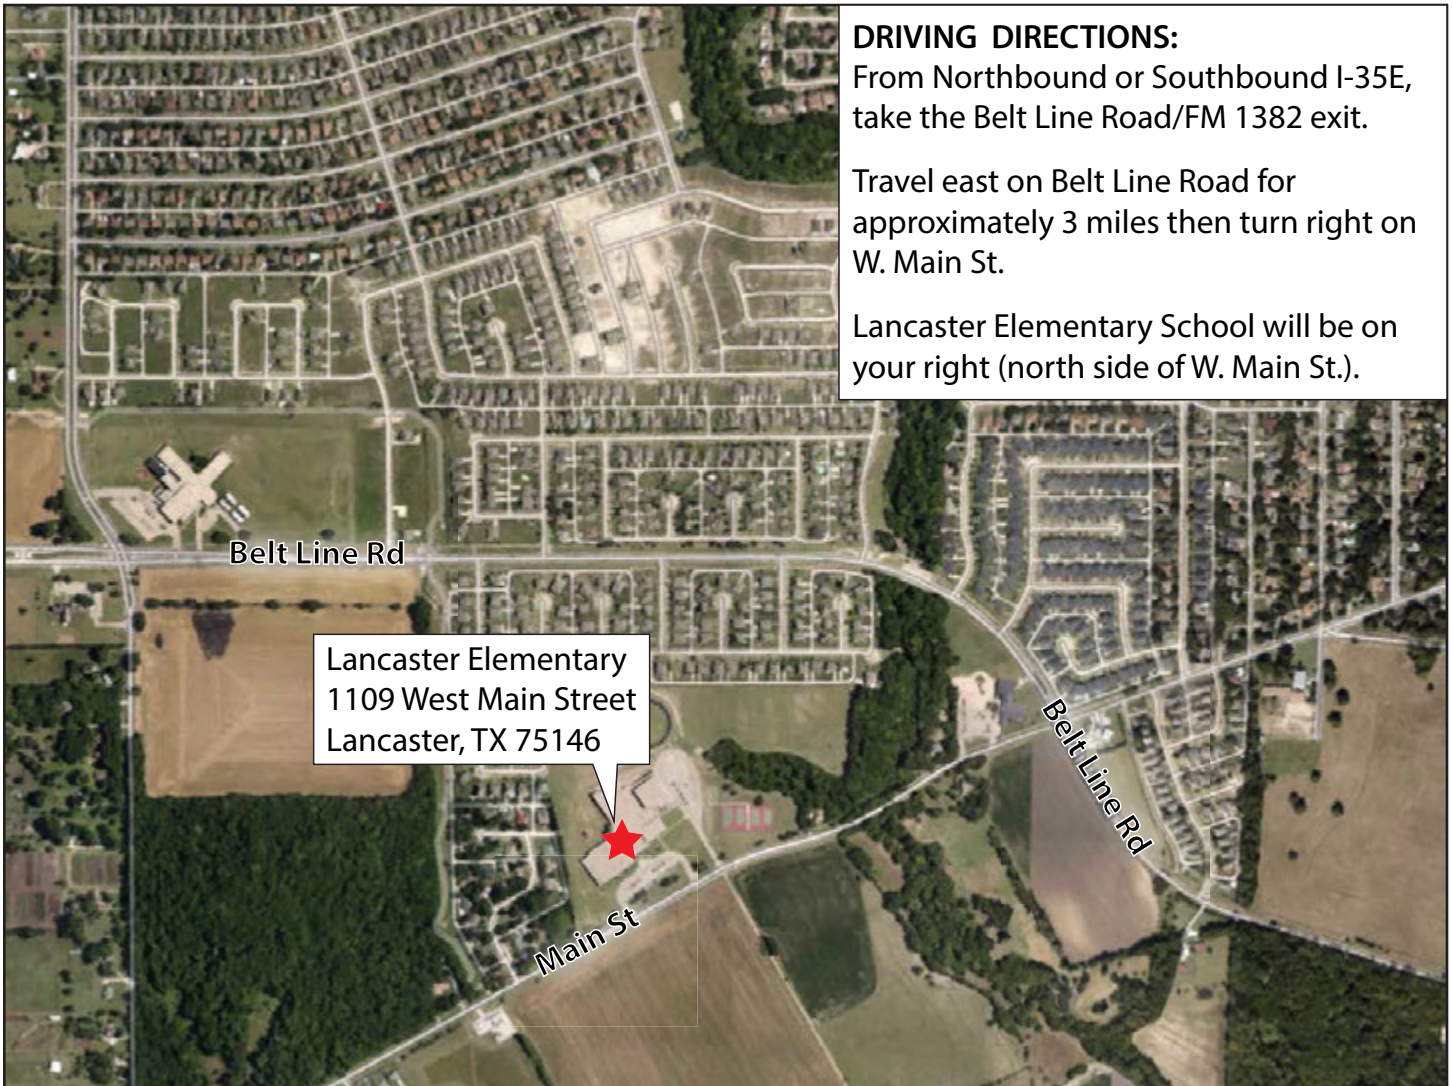 DRIVING DIRECTIONS:
From Northbound or Southbound I-35E,
take the Belt Line Road/FM 1382 exit.
Travel east on Belt Line Road for
approximately 3 miles then turn right on
W. Main St.
Lancaster Elementary School will be on
your right (north side of W. Main St.).
Belt Line Rd
Lancaster Elementary
1109 West Main Street
Lancaster, TX 75146
Belt Line Rd
Main St